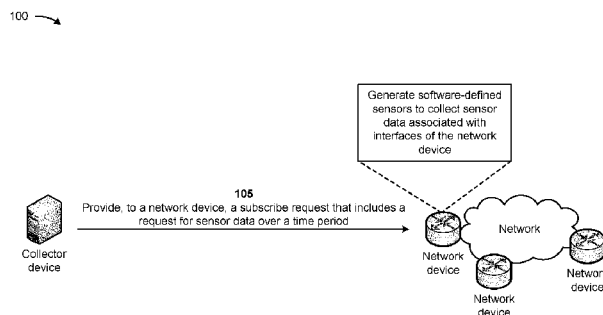 100
Generate software-defined
sensors to collect sensor
data associated with
interfaces of the network
device
105
Provide, to a network device, a subscribe request that includes a
request for sensor data over a time period
Collector
device
Network
Network
device
Network
device
Network
device